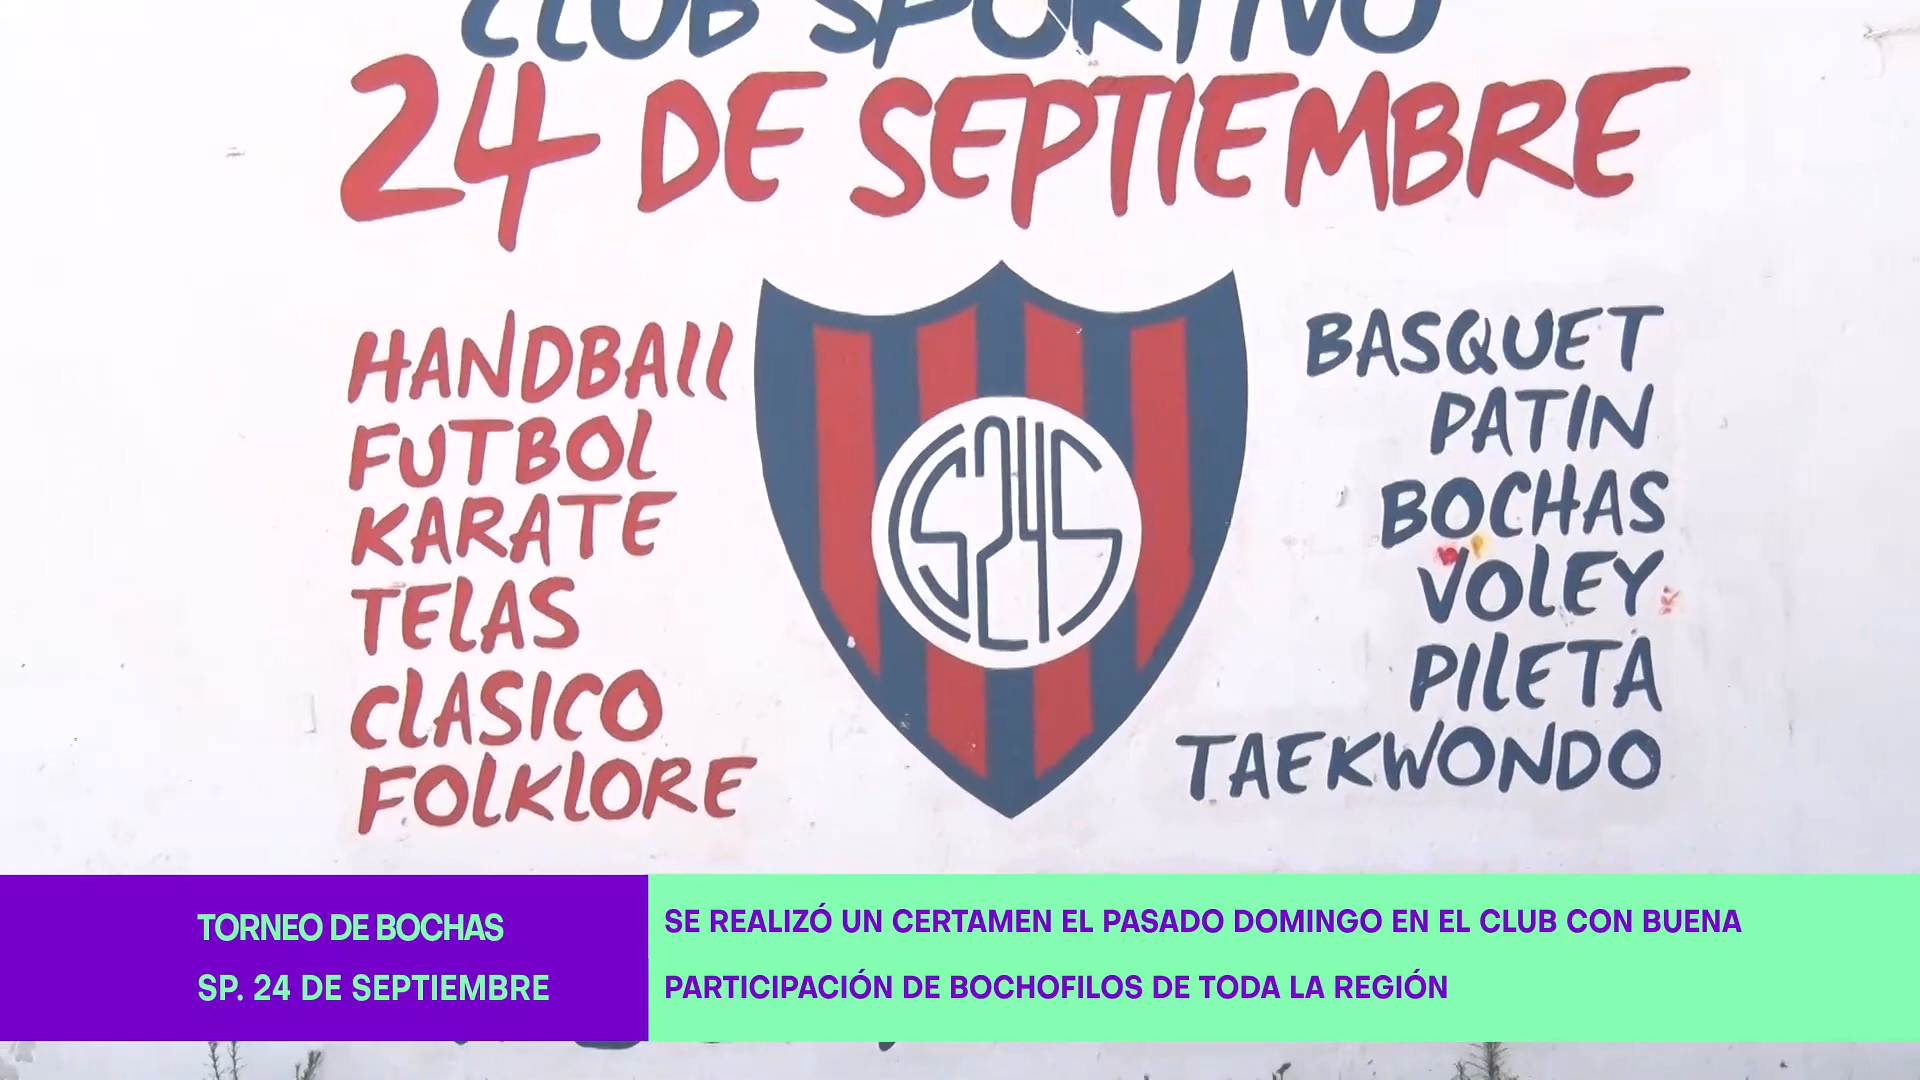 CLUB SPORTIVO
24 DE SEPTIEMBRE
HANDBAll
FUTBOL
KARATE
TELAS
CLASICO
FOLKLORE
CS24S
BASQUET
PATIN
BOCHAS
VOLEY
PILETA
TAEKWONDO
TORNEO DE BOCHAS
SP. 24 DE SEPTIEMBRE
SE REALIZÓ UN CERTAMEN EL PASADO DOMINGO EN EL CLUB CON BUENA
PARTICIPACIÓN DE BOCHOFILOS DE TODA LA REGIÓN